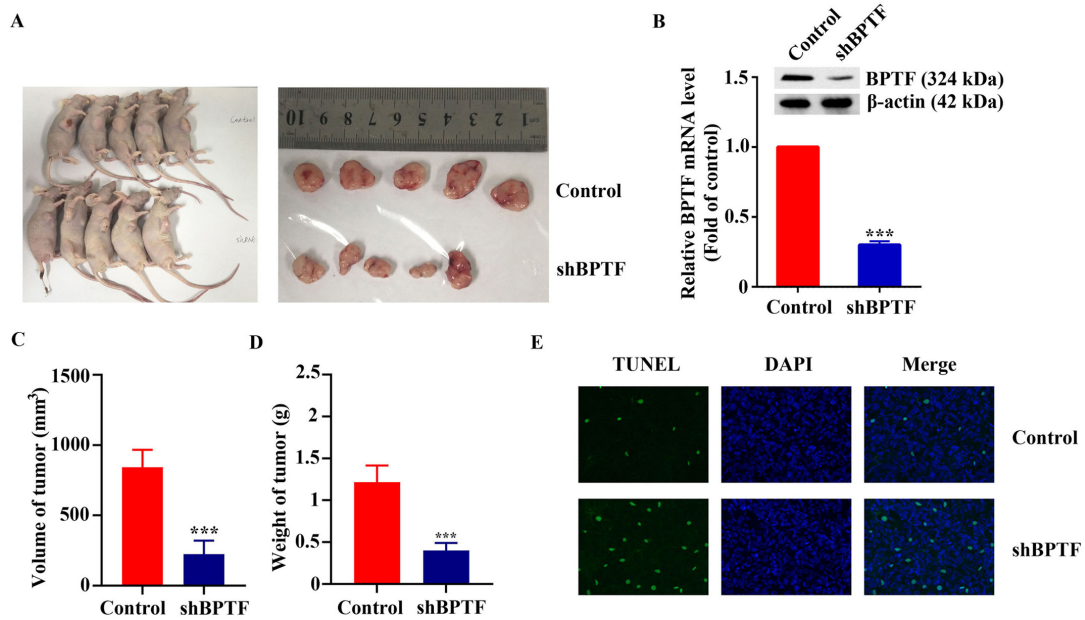 A
Control
shRNA
10 9 8 7 6 5 4 3 2 1
Control
shBPTF
B
Control
shBPTF
BPTF (324 kDa)
β-actin (42 kDa)
Relative BPTF mRNA level
(Fold of control)
1.5
1.0
0.5
0
***
Control
shBPTF
C
Volume of tumor (mm³)
1500
1000
500
0
***
Control
shBPTF
D
Weight of tumor (g)
2.5
2
1.5
1
0.5
0
***
Control
shBPTF
E
TUNEL
DAPI
Merge
Control
shBPTF